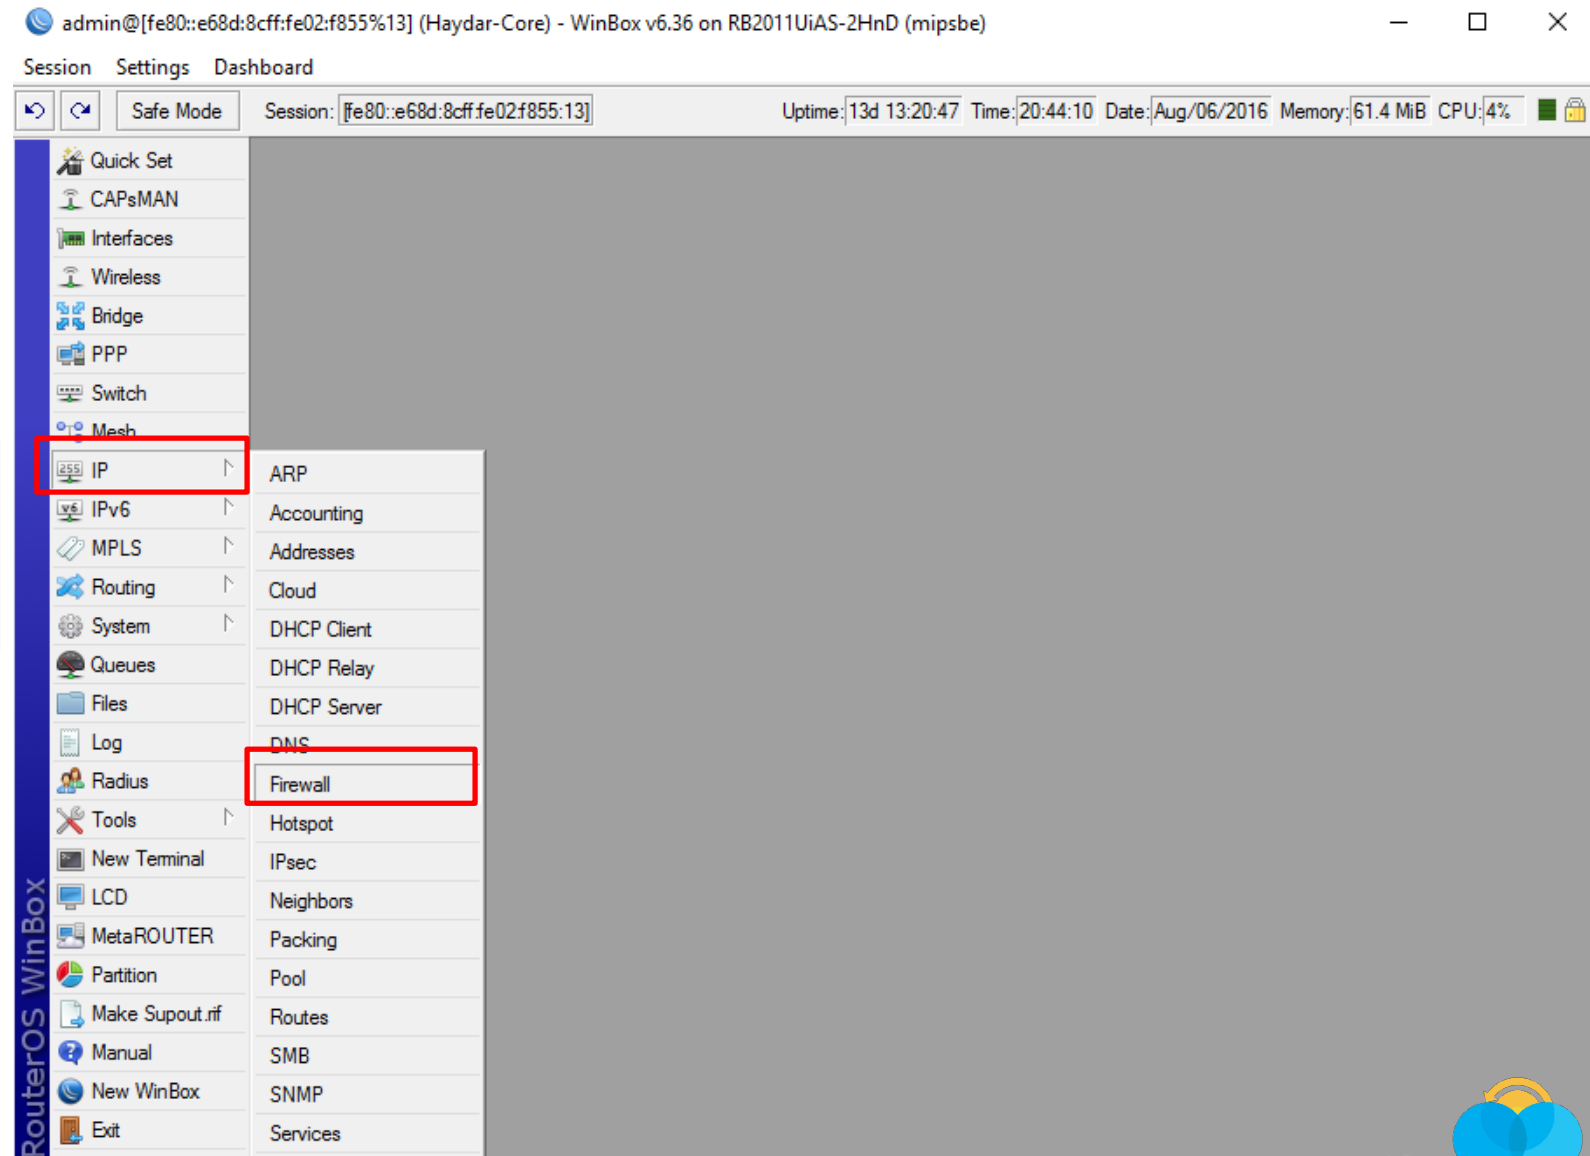 admin@[fe80::e68d:8cff:fe02:f855%13] (Haydar-Core) - WinBox v6.36 on RB2011UiAS-2HnD (mipsbe)
Session Settings Dashboard
Safe Mode Session: [fe80::e68d:8cff:fe02:f855:13] Uptime: 13d 13:20:47 Time: 20:44:10 Date: Aug/06/2016 Memory: 61.4 MiB CPU: 4%
Quick Set
CAPsMAN
Interfaces
Wireless
Bridge
PPP
Switch
Mesh
255 IP
v6 IPv6
MPLS
Routing
System
Queues
Files
Log
Radius
Tools
New Terminal
LCD
MetaROUTER
Partition
Make Supout.rif
Manual
New WinBox
Exit
ARP
Accounting
Addresses
Cloud
DHCP Client
DHCP Relay
DHCP Server
DNS
Firewall
Hotspot
IPsec
Neighbors
Packing
Pool
Routes
SMB
SNMP
Services
RouterOS WinBox